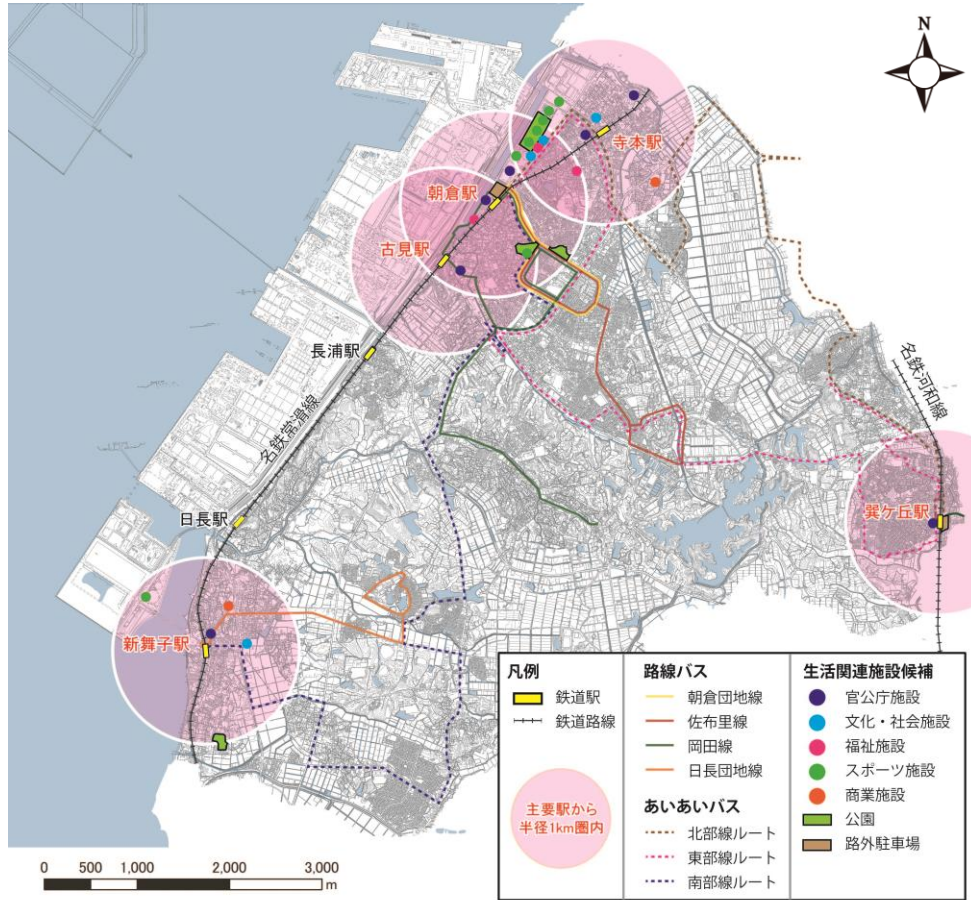 N
寺本駅
朝倉駅
古見駅
長浦駅
名鉄常滑線
名鉄河和線
巽ケ丘駅
日長駅
新舞子駅
凡例
鉄道駅
鉄道路線
主要駅から
半径1km圏内
路線バス
朝倉団地線
佐布里線
岡田線
日長団地線
あいあいバス
北部線ルート
東部線ルート
南部線ルート
生活関連施設候補
官公庁施設
文化・社会施設
福祉施設
スポーツ施設
商業施設
公園
路外駐車場
0 500 1,000 2,000 3,000
m